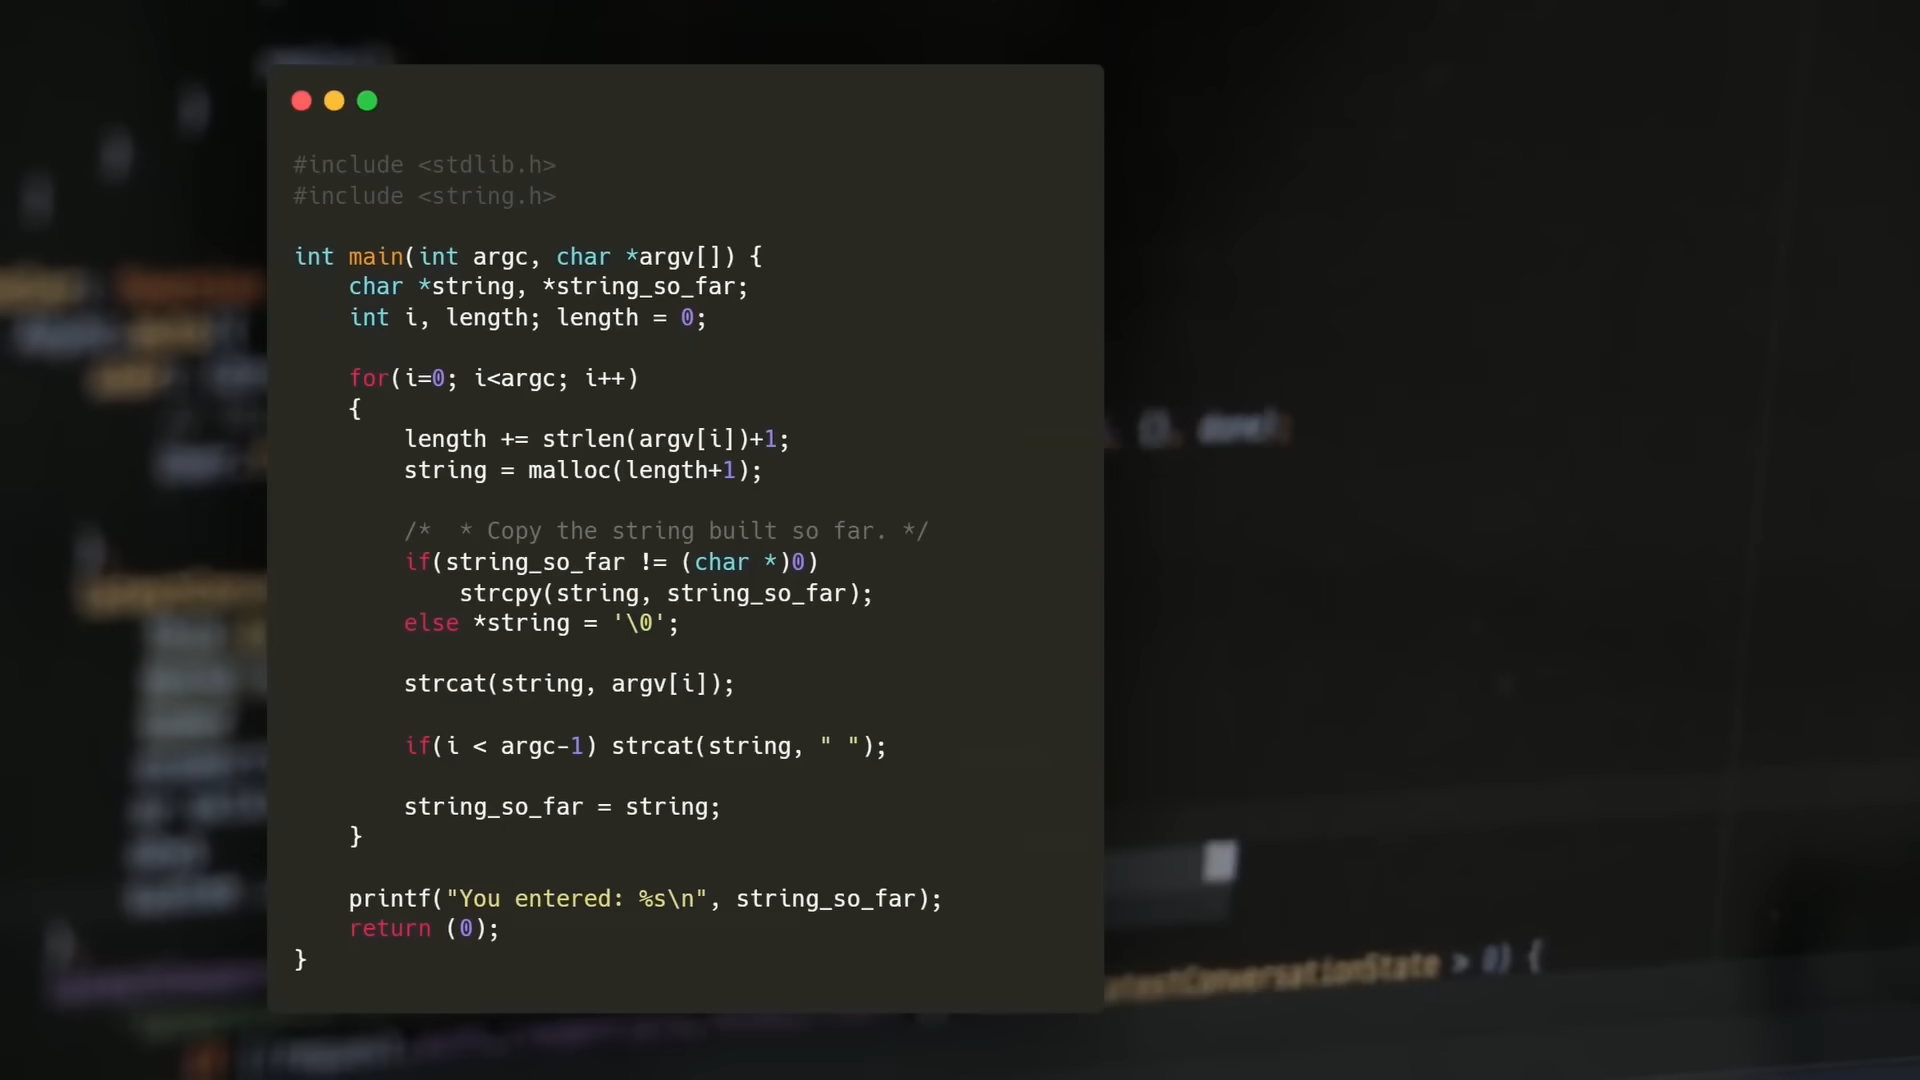 #include <stdlib.h>
#include <string.h>
int main(int argc, char *argv[]) {
    char *string, *string_so_far;
    int i, length; length = 0;
    for(i=0; i<argc; i++)
    {
        length += strlen(argv[i])+1;
        string = malloc(length+1);
        /*  * Copy the string built so far. */
        if(string_so_far != (char *)0)
            strcpy(string, string_so_far);
        else *string = '\0';
        strcat(string, argv[i]);
        if(i < argc-1) strcat(string, " ");
        string_so_far = string;
    }
    printf("You entered: %s\n", string_so_far);
    return (0);
}
, {}, done);
atestConversationState > 0) {